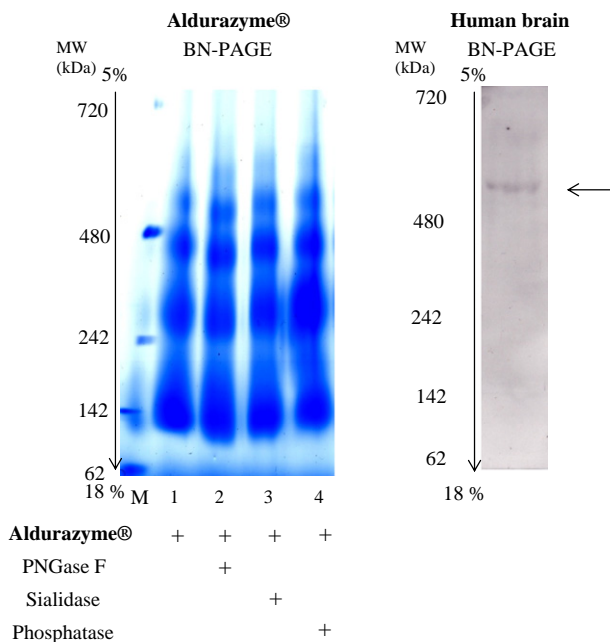 Aldurazyme®
BN-PAGE
MW
(kDa)
5%
720
480
242
142
62
18 %
M 1 2 3 4
Aldurazyme® + + + +
PNGase F +
Sialidase +
Phosphatase +
Human brain
BN-PAGE
MW
(kDa)
5%
720
480
242
142
62
18 %